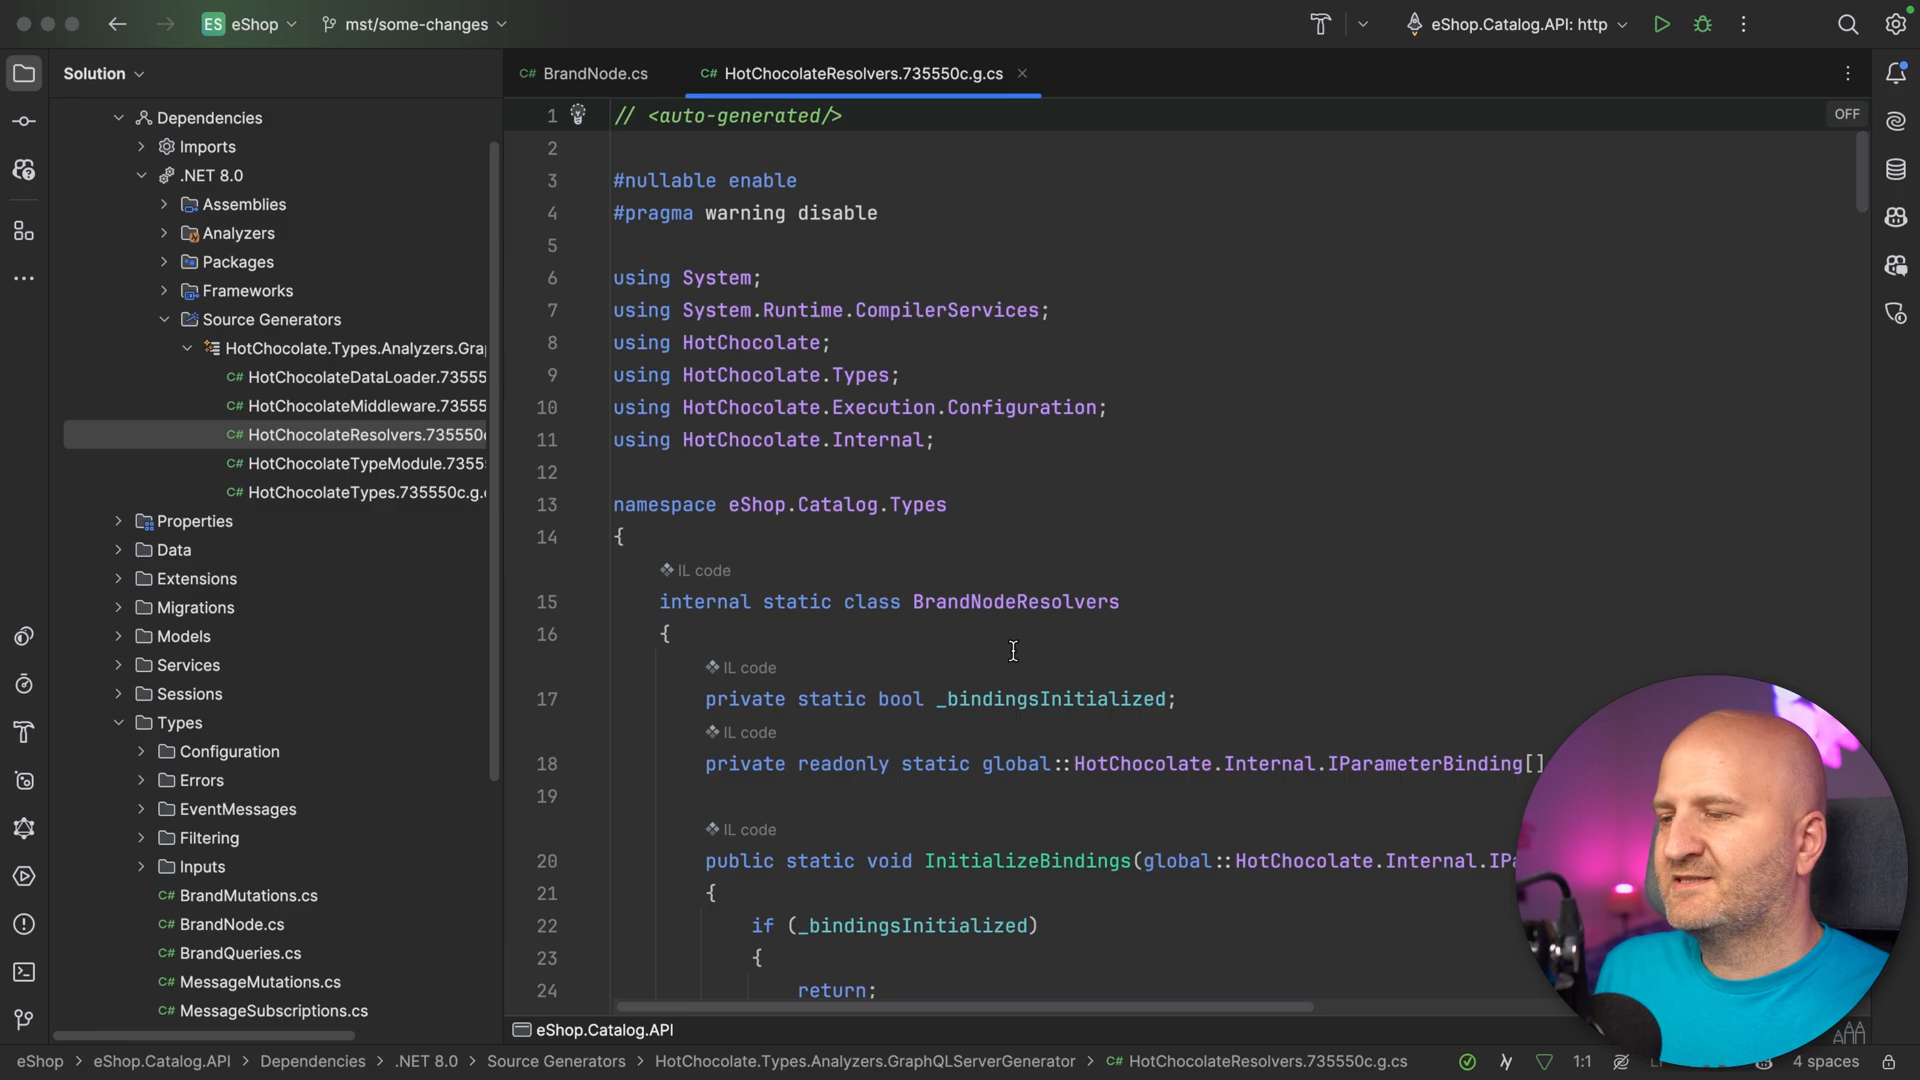 ES eShop
mst/some-changes
eShop.Catalog.API: http
Solution
BrandNode.cs
HotChocolateResolvers.735550c.g.cs
Dependencies
Imports
.NET 8.0
Assemblies
Analyzers
Packages
Frameworks
Source Generators
HotChocolate.Types.Analyzers.Gra
C# HotChocolateDataLoader.73555
C# HotChocolateMiddleware.73555
C# HotChocolateResolvers.735550
C# HotChocolateTypeModule.7355
C# HotChocolateTypes.735550c.g.
Properties
Data
Extensions
Migrations
Models
Services
Sessions
Types
Configuration
Errors
EventMessages
Filtering
Inputs
C# BrandMutations.cs
C# BrandNode.cs
C# BrandQueries.cs
C# MessageMutations.cs
C# MessageSubscriptions.cs
1 // <auto-generated/>
OFF
2
3 #nullable enable
4 #pragma warning disable
5
6 using System;
7 using System.Runtime.CompilerServices;
8 using HotChocolate;
9 using HotChocolate.Types;
10 using HotChocolate.Execution.Configuration;
11 using HotChocolate.Internal;
12
13 namespace eShop.Catalog.Types
14 {
IL code
15 internal static class BrandNodeResolvers
16 {
IL code
17 private static bool _bindingsInitialized;
IL code
18 private readonly static global::HotChocolate.Internal.IParameterBinding[]
19
IL code
20 public static void InitializeBindings(global::HotChocolate.Internal.IPa
21 {
22 if (_bindingsInitialized)
23 {
24 return;
eShop.Catalog.API
eShop > eShop.Catalog.API > Dependencies > .NET 8.0 > Source Generators > HotChocolate.Types.Analyzers.GraphQLServerGenerator > C# HotChocolateResolvers.735550c.g.cs
1:1
4 spaces